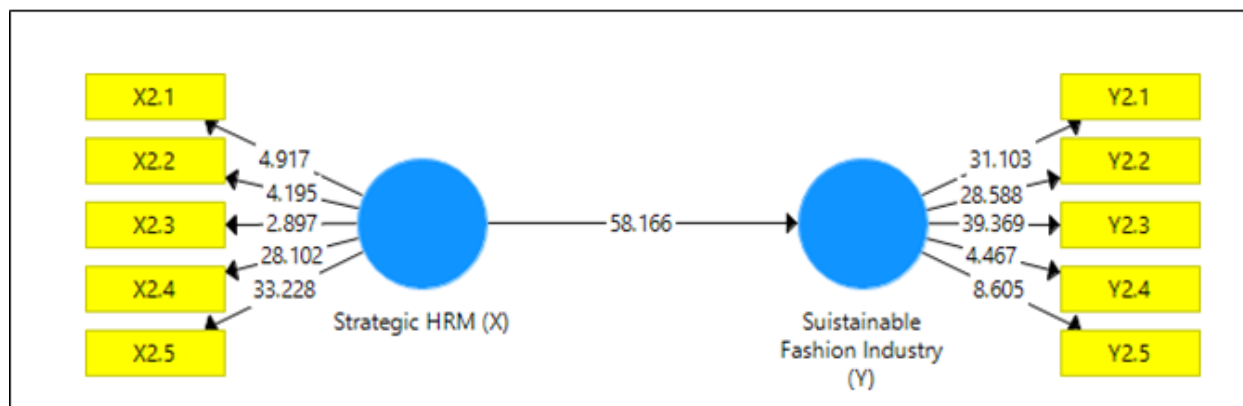 X2.1
X2.2
X2.3
X2.4
X2.5
4.917
4.195
2.897
28.102
33.228
Strategic HRM (X)
58.166
Suistainable
Fashion Industry
(Y)
31.103
28.588
39.369
4.467
8.605
Y2.1
Y2.2
Y2.3
Y2.4
Y2.5